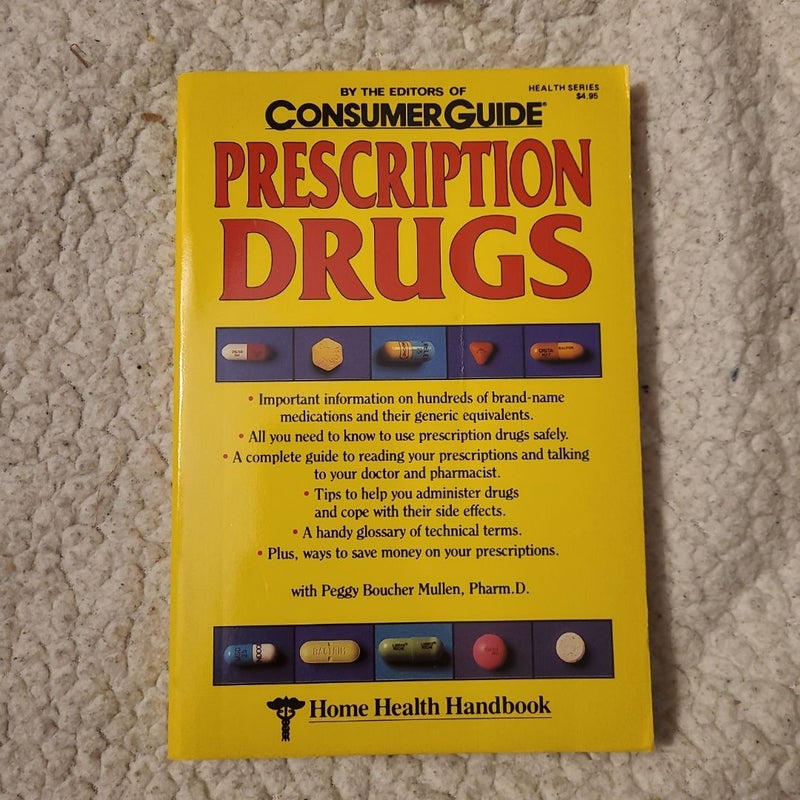 BY THE EDITORS OF
HEALTH SERIES
$4.95
CONSUMER GUIDE®
PRESCRIPTION
DRUGS
• Important information on hundreds of brand-name
medications and their generic equivalents.
• All you need to know to use prescription drugs safely.
• A complete guide to reading your prescriptions and talking
to your doctor and pharmacist.
• Tips to help you administer drugs
and cope with their side effects.
• A handy glossary of technical terms.
• Plus, ways to save money on your prescriptions.
with Peggy Boucher Mullen, Pharm.D.
BACTRIM
Home Health Handbook